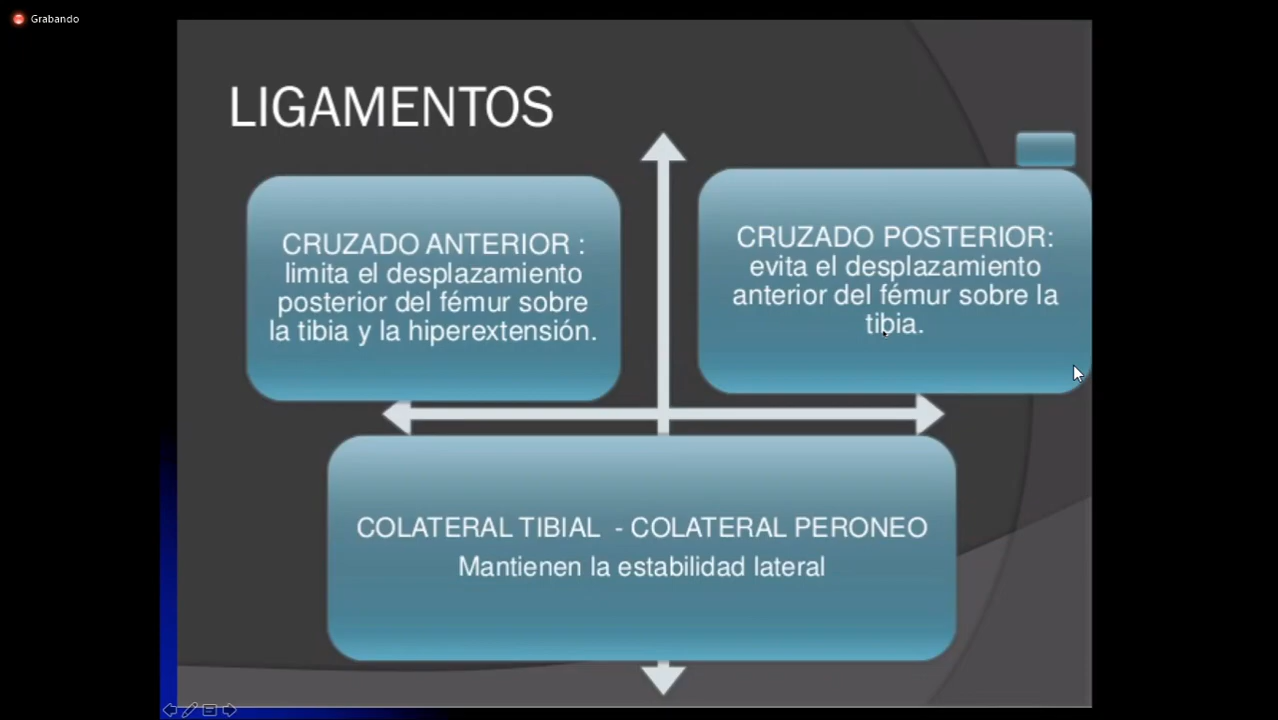 Grabando
LIGAMENTOS
CRUZADO ANTERIOR :
limita el desplazamiento
posterior del fémur sobre
la tibia y la hiperextensión.
CRUZADO POSTERIOR:
evita el desplazamiento
anterior del fémur sobre la
tibia.
COLATERAL TIBIAL - COLATERAL PERONEO
Mantienen la estabilidad lateral